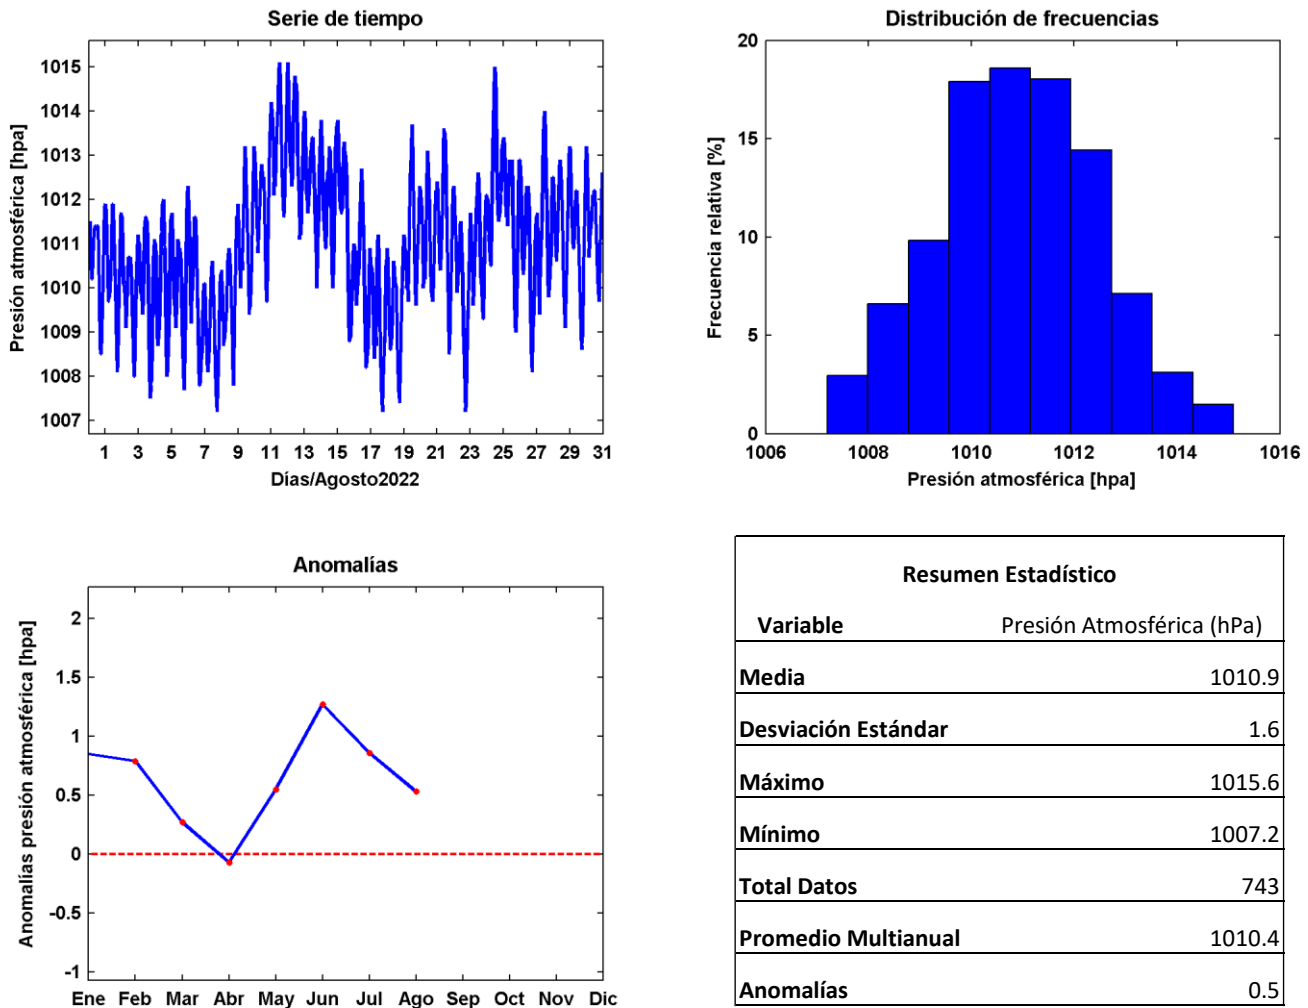 Serie de tiempo
Presión atmosférica [hpa]
1015
1014
1013
1012
1011
1010
1009
1008
1007
1 3 5 7 9 11 13 15 17 19 21 23 25 27 29 31
Días/Agosto2022
Distribución de frecuencias
Frecuencia relativa [%]
20
15
10
5
0
1006 1008 1010 1012 1014 1016
Presión atmosférica [hpa]
Anomalías
Anomalías presión atmosférica [hpa]
2
1.5
1
0.5
0
-0.5
-1
Ene Feb Mar Abr May Jun Jul Ago Sep Oct Nov Dic
Resumen Estadístico
Variable Presión Atmosférica (hPa)
Media 1010.9
Desviación Estándar 1.6
Máximo 1015.6
Mínimo 1007.2
Total Datos 743
Promedio Multianual 1010.4
Anomalías 0.5